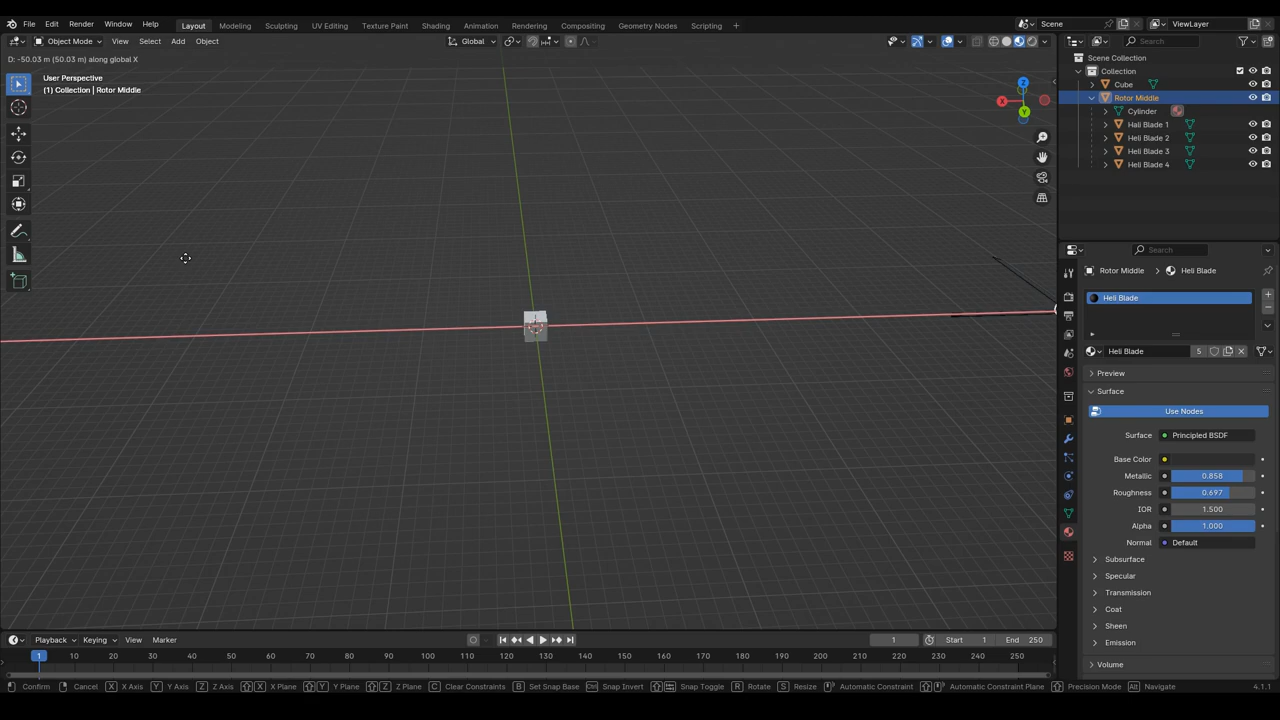 File Edit Render Window Help Layout Modeling Sculpting UV Editing Texture Paint Shading Animation Rendering Compositing Geometry Nodes Scripting + Scene ViewLayer
Object Mode View Select Add Object Global Search
D: -50.03 m (50.03 m) along global X
User Perspective
(1) Collection | Rotor Middle
Z
X
Y
Scene Collection
Collection
Cube
Rotor Middle
Cylinder
Heli Blade 1
Heli Blade 2
Heli Blade 3
Heli Blade 4
Search
Rotor Middle > Heli Blade
Heli Blade
Heli Blade 5
Preview
Surface
Use Nodes
Surface Principled BSDF
Base Color
Metallic 0.858
Roughness 0.697
IOR 1.500
Alpha 1.000
Normal Default
Subsurface
Specular
Transmission
Coat
Sheen
Emission
Volume
Playback Keying View Marker 1 Start 1 End 250
1 10 20 30 40 50 60 70 80 90 100 110 120 130 140 150 160 170 180 190 200 210 220 230 240 250
Confirm Cancel X X Axis Y Y Axis Z Z Axis X X Plane Y Y Plane Z Z Plane C Clear Constraints B Set Snap Base Ctrl Snap Invert Snap Toggle R Rotate S Resize Automatic Constraint Automatic Constraint Plane Precision Mode Alt Navigate 4.1.1